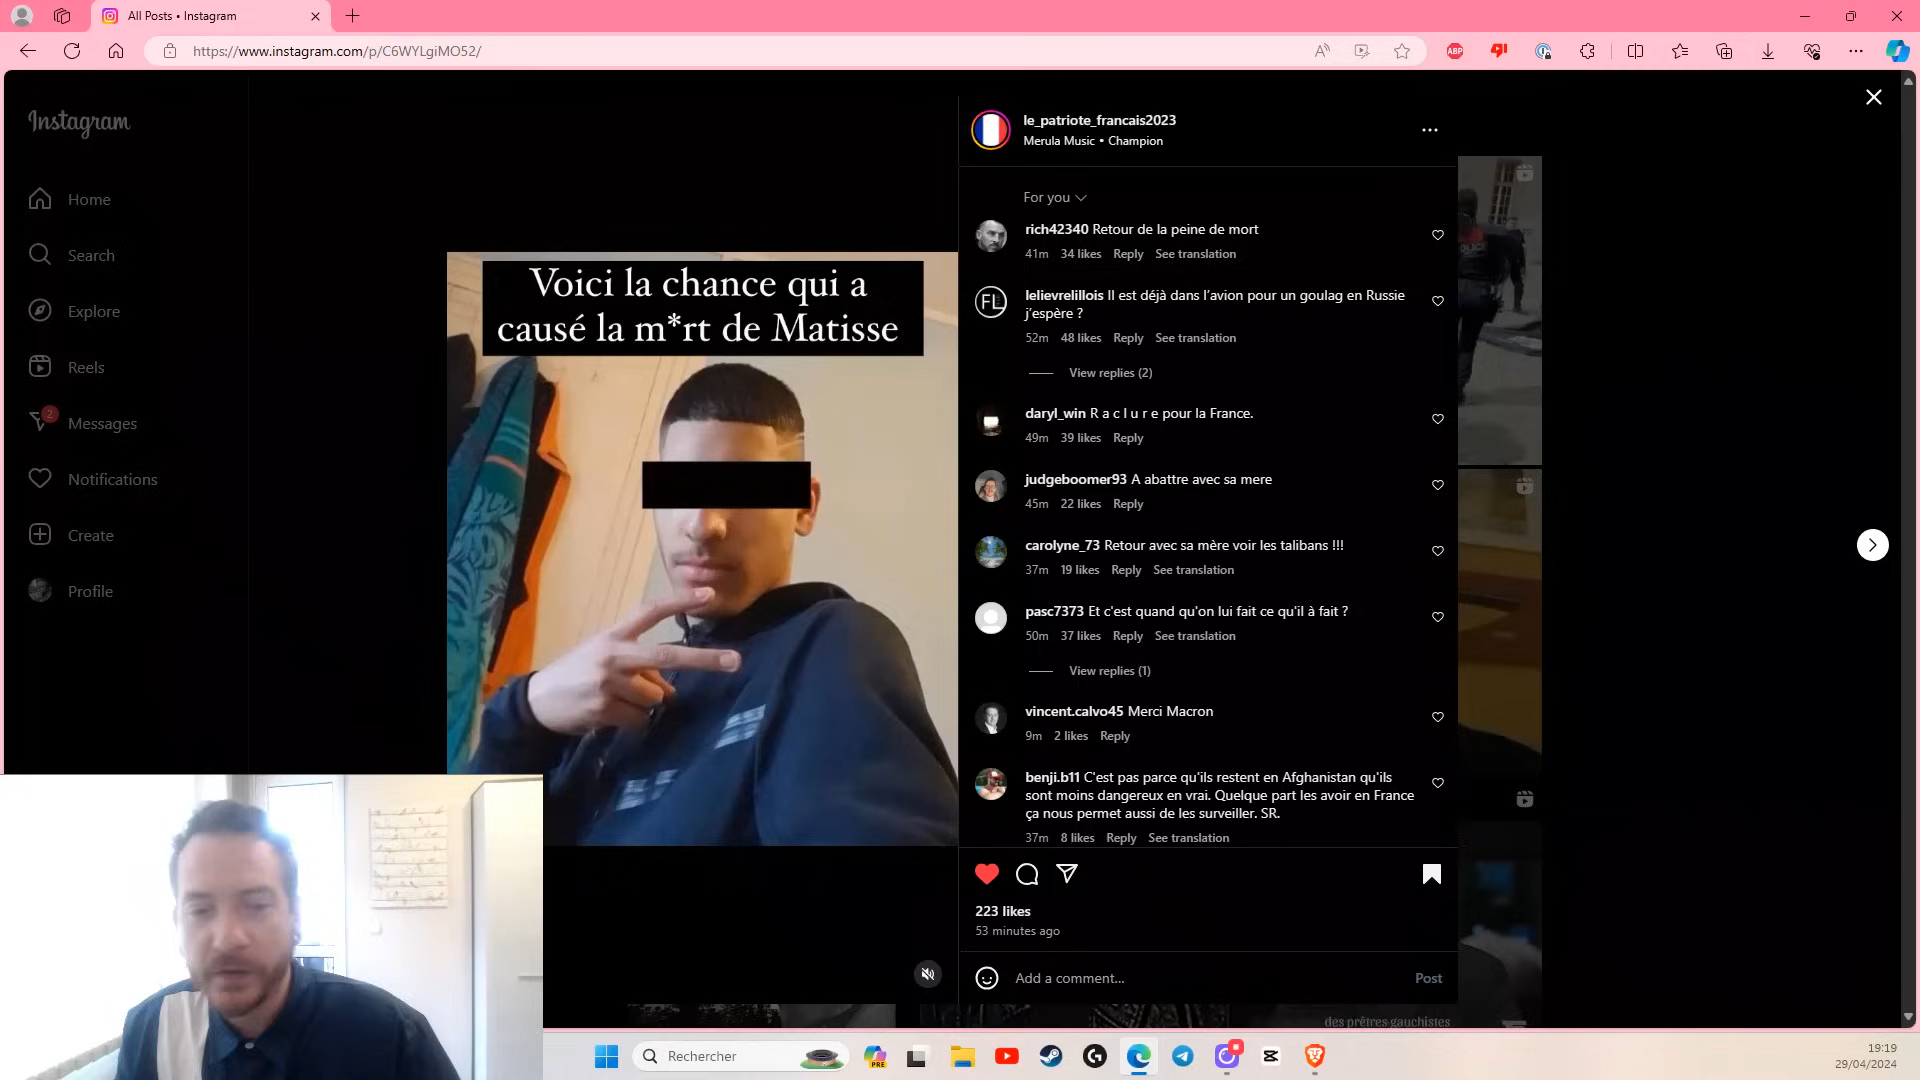 All Posts • Instagram
https://www.instagram.com/p/C6WYLgiMO52/
ABP
Instagram
Home
Search
Explore
Reels
2
Messages
Notifications
Create
Profile
Voici la chance qui a
causé la m*rt de Matisse
le_patriote_francais2023
Merula Music • Champion
For you
rich42340 Retour de la peine de mort
41m 34 likes Reply See translation
FL
lelievrelillois Il est déjà dans l’avion pour un goulag en Russie
j’espère ?
52m 48 likes Reply See translation
View replies (2)
daryl_win R a c l u r e pour la France.
49m 39 likes Reply
judgeboomer93 A abattre avec sa mere
45m 22 likes Reply
carolyne_73 Retour avec sa mère voir les talibans !!!
37m 19 likes Reply See translation
pasc7373 Et c'est quand qu'on lui fait ce qu'il à fait ?
50m 37 likes Reply See translation
View replies (1)
vincent.calvo45 Merci Macron
9m 2 likes Reply
benji.b11 C'est pas parce qu'ils restent en Afghanistan qu'ils
sont moins dangereux en vrai. Quelque part les avoir en France
ça nous permet aussi de les surveiller. SR.
37m 8 likes Reply See translation
223 likes
53 minutes ago
Add a comment...
Post
des prêtres gauchistes
Rechercher
PRE
19:19
29/04/2024